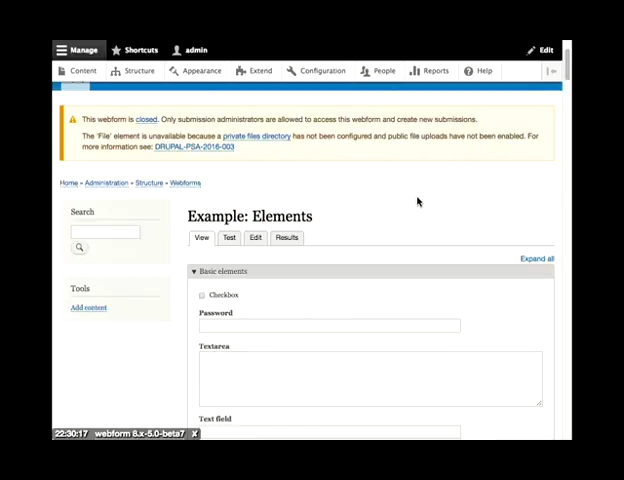 Manage Shortcuts admin Edit
Content Structure Appearance Extend Configuration People Reports Help
This webform is closed. Only submission administrators are allowed to access this webform and create new submissions.
The 'File' element is unavailable because a private files directory has not been configured and public file uploads have not been enabled. For
more information see: DRUPAL-PSA-2016-003
Home » Administration » Structure » Webforms
Search
Example: Elements
View Test Edit Results
Expand all
Basic elements
Tools
Add content
Checkbox
Password
Textarea
Text field
22:30:17 webform 8.x-5.0-beta7 x